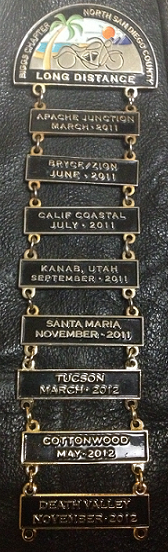 BIGGS CHAPTER NORTH SAN DIEGO COUNTY
LONG DISTANCE
APACHE JUNCTION
MARCH • 2011
BRYCE/ZION
JUNE • 2011
CALIF COASTAL
JULY • 2011
KANAB, UTAH
SEPTEMBER • 2011
SANTA MARIA
NOVEMBER • 2011
TUCSON
MARCH • 2012
COTTONWOOD
MAY • 2012
DEATH VALLEY
NOVEMBER • 2012